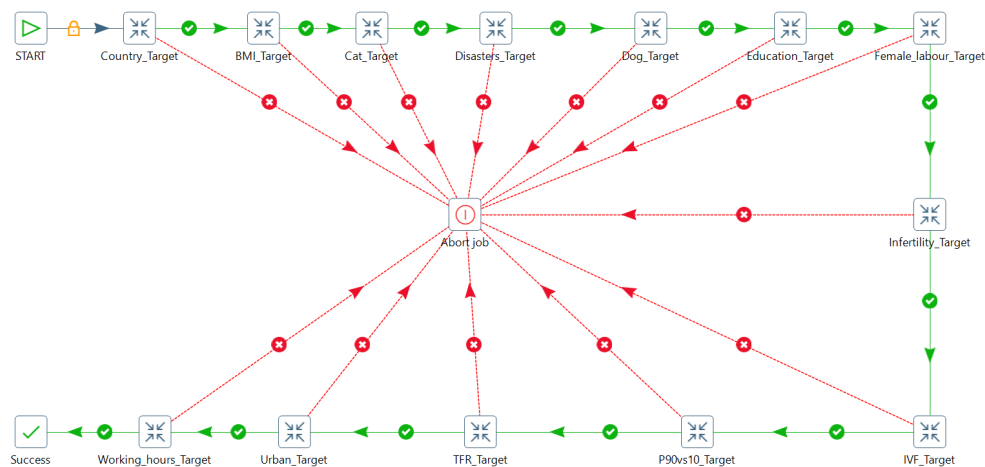 START
Country_Target
BMI_Target
Cat_Target
Disasters_Target
Dog_Target
Education_Target
Female_labour_Target
Abort job
Infertility_Target
Success
Working_hours_Target
Urban_Target
TFR_Target
P90vs10_Target
IVF_Target